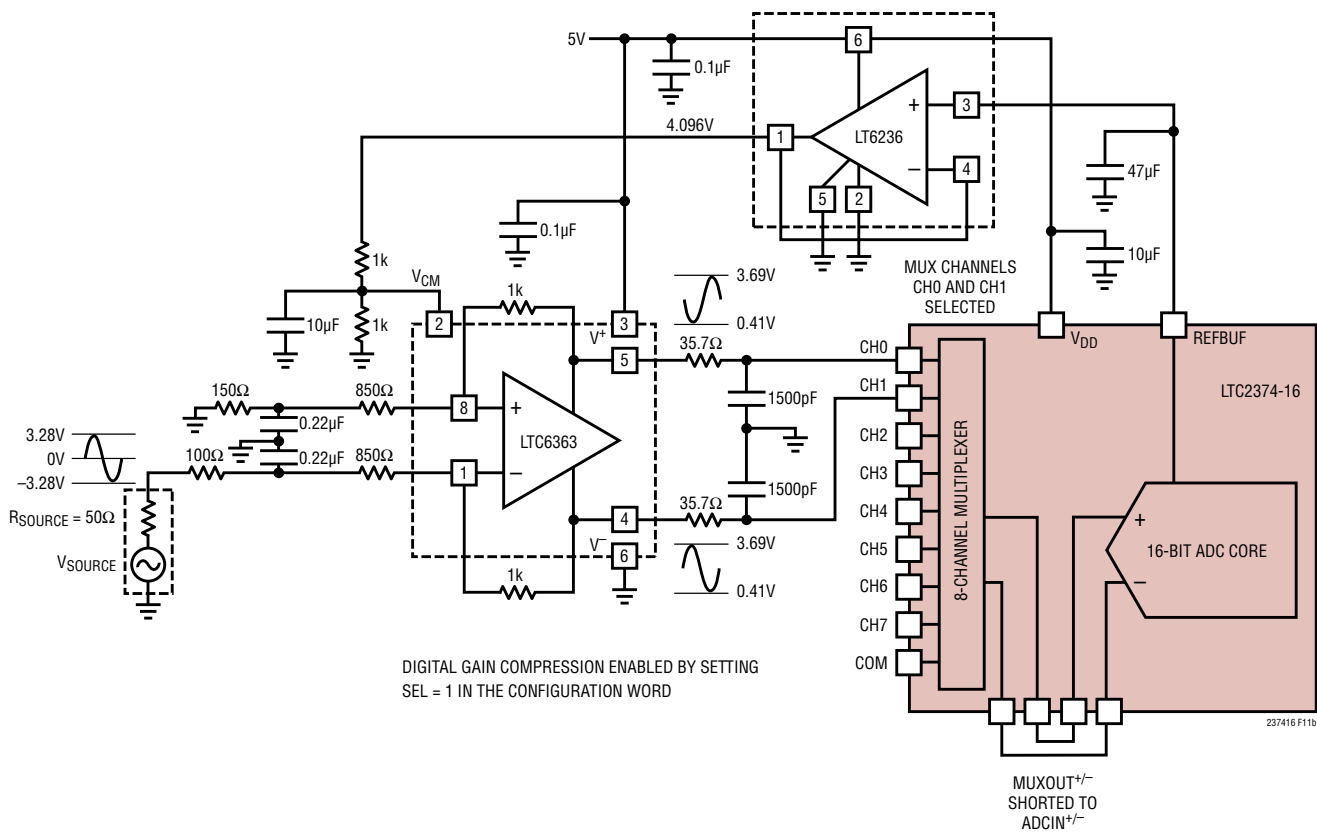 5V
6
0.1µF
4.096V
1
+
3
LT6236
–
4
5
2
47µF
10µF
0.1µF
1k
VCM
10µF
1k
1k
2
3
V+
3.69V
0.41V
MUX CHANNELS
CH0 AND CH1
SELECTED
VDD
REFBUF
LTC2374-16
5
35.7Ω
CH0
CH1
CH2
CH3
CH4
CH5
CH6
CH7
COM
1500pF
1500pF
150Ω
850Ω
8
+
0.22µF
0.22µF
LTC6363
3.28V
0V
–3.28V
100Ω
850Ω
1
–
RSOURCE = 50Ω
VSOURCE
4
35.7Ω
V–
6
1k
3.69V
0.41V
8-CHANNEL MULTIPLEXER
+
16-BIT ADC CORE
–
DIGITAL GAIN COMPRESSION ENABLED BY SETTING
SEL = 1 IN THE CONFIGURATION WORD
237416 F11b
MUXOUT+/–
SHORTED TO
ADCIN+/–